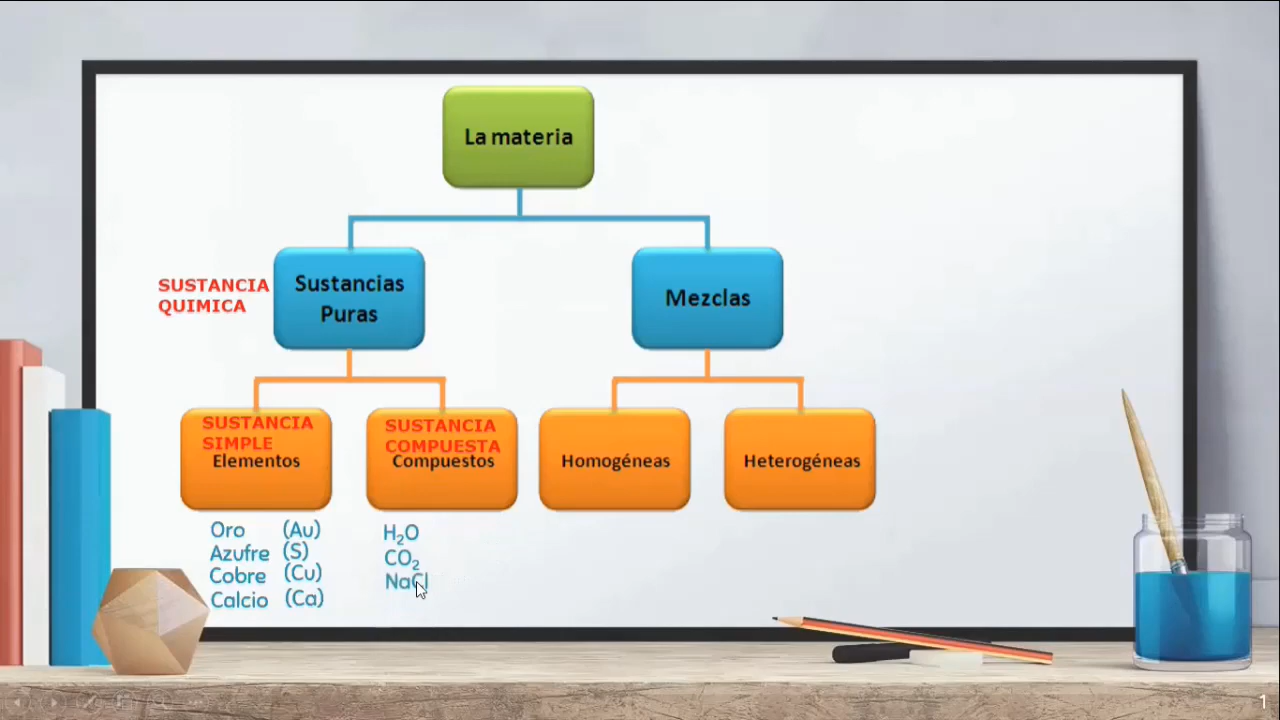 La materia
SUSTANCIA
QUIMICA
Sustancias
Puras
Mezclas
SUSTANCIA
SIMPLE
Elementos
SUSTANCIA
COMPUESTA
Compuestos
Homogéneas
Heterogéneas
Oro (Au)
Azufre (S)
Cobre (Cu)
Calcio (Ca)
H₂O
CO₂
NaCl
1